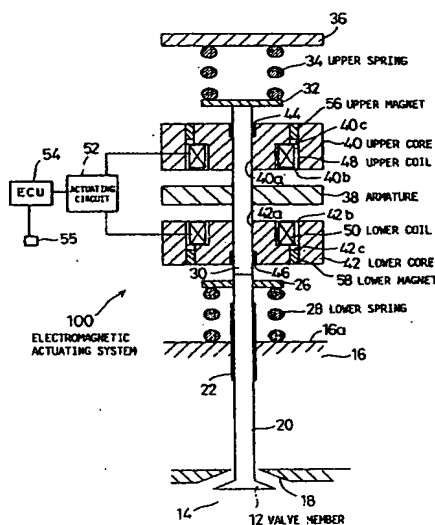 36
34 UPPER SPRING
32
44
56 UPPER MAGNET
40c
40 UPPER CORE
48 UPPER COIL
40b
40a
38 ARMATURE
42a
42b
50 LOWER COIL
42c
42 LOWER CORE
58 LOWER MAGNET
54
52
ECU
ACTUATING
CIRCUIT
55
30
46
26
100
ELECTROMAGNETIC
ACTUATING SYSTEM
28 LOWER SPRING
16a
16
22
20
18
14
12 VALVE MEMBER